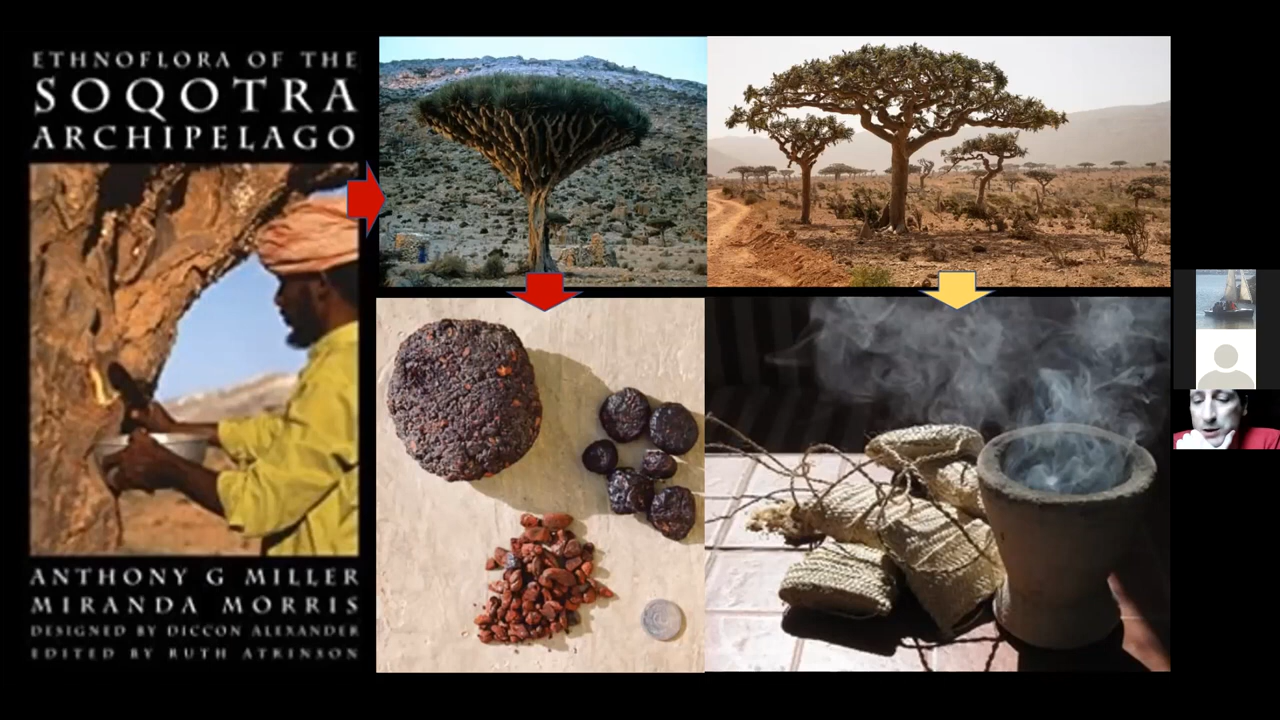 ETHNOFLORA OF THE
SOQOTRA
ARCHIPELAGO
ANTHONY G MILLER
MIRANDA MORRIS
DESIGNED BY DICCON ALEXANDER
EDITED BY RUTH ATKINSON